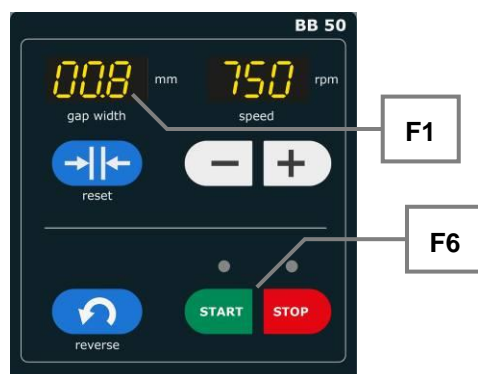 BB 50
00.8 mm 750 rpm
gap width speed
F1
- +
reset
F6
START STOP
reverse